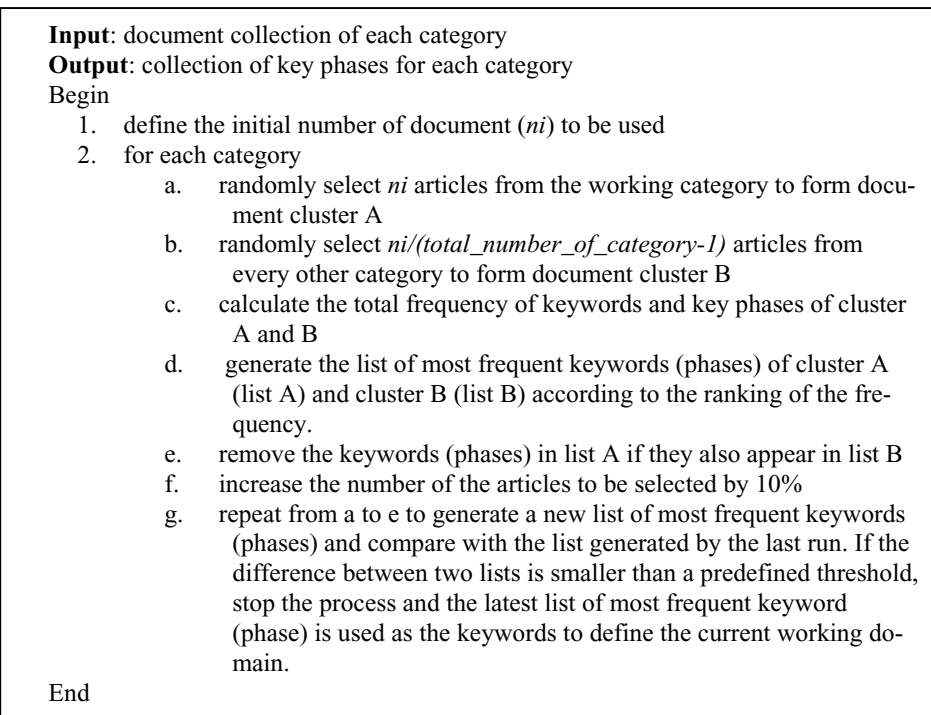 Input: document collection of each category
Output: collection of key phases for each category
Begin
1. define the initial number of document (ni) to be used
2. for each category
a. randomly select ni articles from the working category to form docu-
ment cluster A
b. randomly select ni/(total_number_of_category-1) articles from
every other category to form document cluster B
c. calculate the total frequency of keywords and key phases of cluster
A and B
d. generate the list of most frequent keywords (phases) of cluster A
(list A) and cluster B (list B) according to the ranking of the fre-
quency.
e. remove the keywords (phases) in list A if they also appear in list B
f. increase the number of the articles to be selected by 10%
g. repeat from a to e to generate a new list of most frequent keywords
(phases) and compare with the list generated by the last run. If the
difference between two lists is smaller than a predefined threshold,
stop the process and the latest list of most frequent keyword
(phase) is used as the keywords to define the current working do-
main.
End